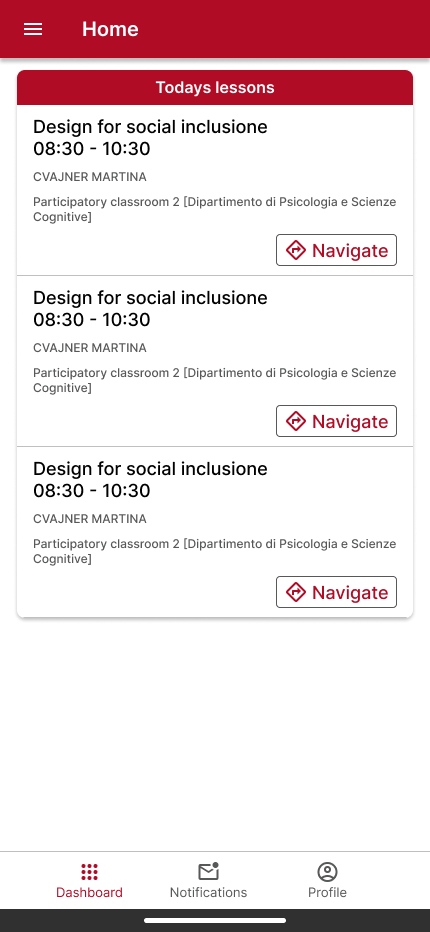 Home
Todays lessons
Design for social inclusione
08:30 - 10:30
CVAJNER MARTINA
Participatory classroom 2 [Dipartimento di Psicologia e Scienze
Cognitive]
Navigate
Design for social inclusione
08:30 - 10:30
CVAJNER MARTINA
Participatory classroom 2 [Dipartimento di Psicologia e Scienze
Cognitive]
Navigate
Design for social inclusione
08:30 - 10:30
CVAJNER MARTINA
Participatory classroom 2 [Dipartimento di Psicologia e Scienze
Cognitive]
Navigate
Dashboard
Notifications
Profile